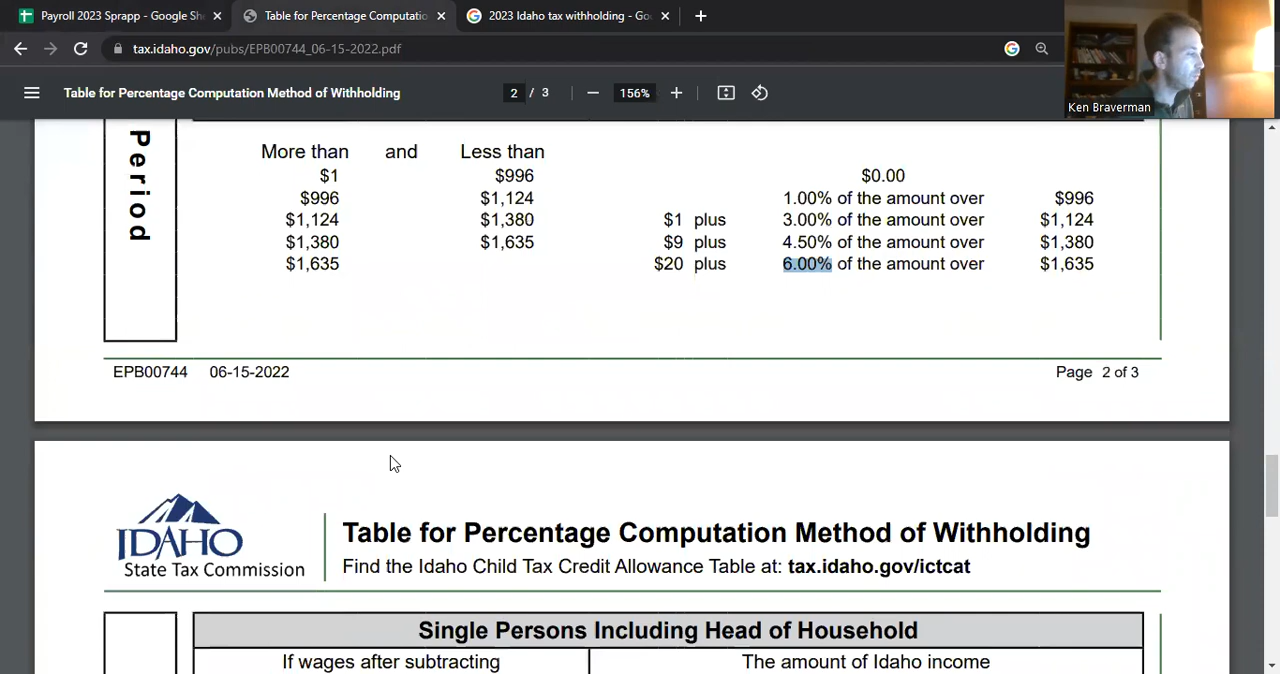 Payroll 2023 Sprapp - Google She
Table for Percentage Computatio
2023 Idaho tax withholding - Goo
tax.idaho.gov/pubs/EPB00744_06-15-2022.pdf
Table for Percentage Computation Method of Withholding
2 / 3
156%
Ken Braverman
Period
More than and Less than
$1 $996 $0.00
$996 $1,124 1.00% of the amount over $996
$1,124 $1,380 $1 plus 3.00% of the amount over $1,124
$1,380 $1,635 $9 plus 4.50% of the amount over $1,380
$1,635 $20 plus 6.00% of the amount over $1,635
EPB00744 06-15-2022 Page 2 of 3
IDAHO
State Tax Commission
Table for Percentage Computation Method of Withholding
Find the Idaho Child Tax Credit Allowance Table at: tax.idaho.gov/ictcat
Single Persons Including Head of Household
If wages after subtracting The amount of Idaho income